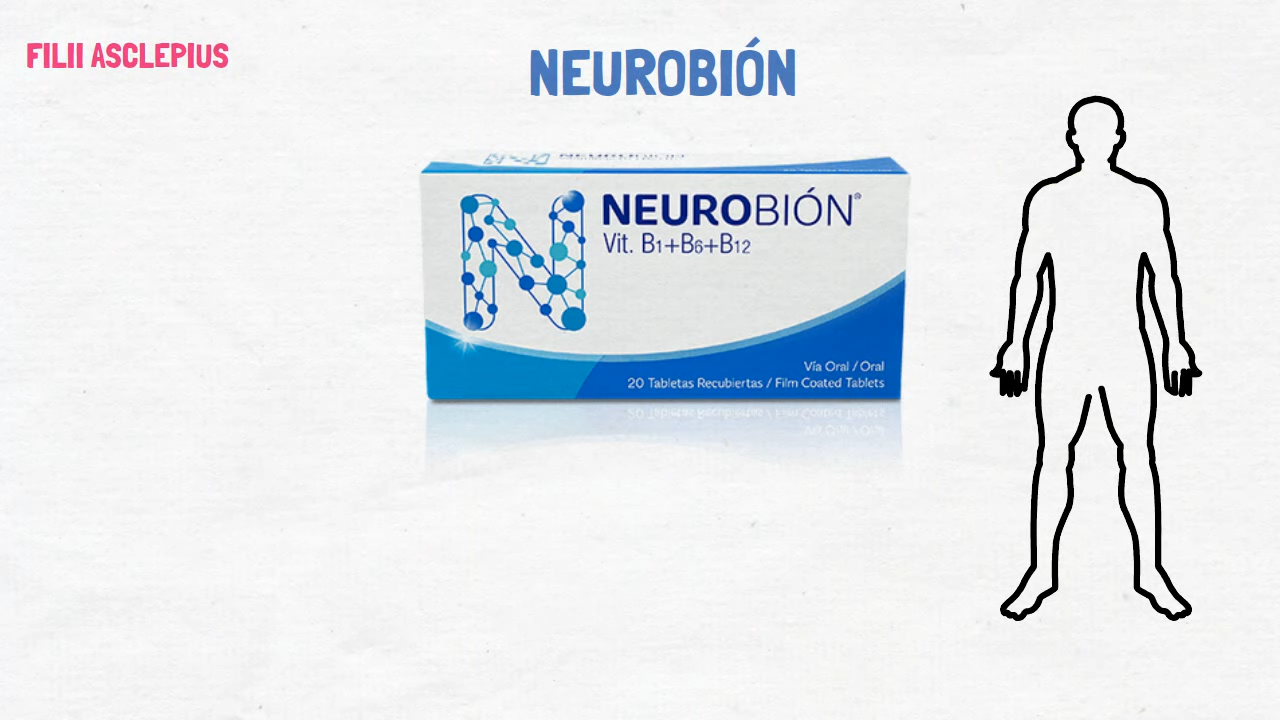 FILII ASCLEPIUS
NEUROBIÓN
NEUROBIÓN®
Vit. B1+B6+B12
Vía Oral / Oral
20 Tabletas Recubiertas / Film Coated Tablets